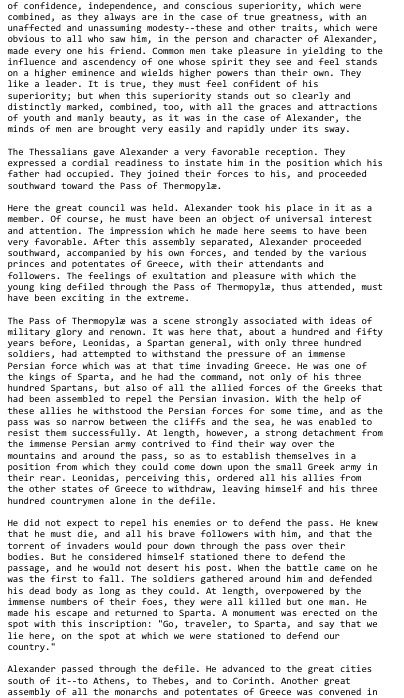 of confidence, independence, and conscious superiority, which were
combined, as they always are in the case of true greatness, with an
unaffected and unassuming modesty--these and other traits, which were
obvious to all who saw him, in the person and character of Alexander,
made every one his friend. Common men take pleasure in yielding to the
influence and ascendency of one whose spirit they see and feel stands
on a higher eminence and wields higher powers than their own. They
like a leader. It is true, they must feel confident of his
superiority; but when this superiority stands out so clearly and
distinctly marked, combined, too, with all the graces and attractions
of youth and manly beauty, as it was in the case of Alexander, the
minds of men are brought very easily and rapidly under its sway.

The Thessalians gave Alexander a very favorable reception. They
expressed a cordial readiness to instate him in the position which his
father had occupied. They joined their forces to his, and proceeded
southward toward the Pass of Thermopylæ.

Here the great council was held. Alexander took his place in it as a
member. Of course, he must have been an object of universal interest
and attention. The impression which he made here seems to have been
very favorable. After this assembly separated, Alexander proceeded
southward, accompanied by his own forces, and tended by the various
princes and potentates of Greece, with their attendants and
followers. The feelings of exultation and pleasure with which the
young king defiled through the Pass of Thermopylæ, thus attended, must
have been exciting in the extreme.

The Pass of Thermopylæ was a scene strongly associated with ideas of
military glory and renown. It was here that, about a hundred and fifty
years before, Leonidas, a Spartan general, with only three hundred
soldiers, had attempted to withstand the pressure of an immense
Persian force which was at that time invading Greece. He was one of
the kings of Sparta, and he had the command, not only of his three
hundred Spartans, but also of all the allied forces of the Greeks that
had been assembled to repel the Persian invasion. With the help of
these allies he withstood the Persian forces for some time, and as the
pass was so narrow between the cliffs and the sea, he was enabled to
resist them successfully. At length, however, a strong detachment from
the immense Persian army contrived to find their way over the
mountains and around the pass, so as to establish themselves in a
position from which they could come down upon the small Greek army in
their rear. Leonidas, perceiving this, ordered all his allies from
the other states of Greece to withdraw, leaving himself and his three
hundred countrymen alone in the defile.

He did not expect to repel his enemies or to defend the pass. He knew
that he must die, and all his brave followers with him, and that the
torrent of invaders would pour down through the pass over their
bodies. But he considered himself stationed there to defend the
passage, and he would not desert his post. When the battle came on he
was the first to fall. The soldiers gathered around him and defended
his dead body as long as they could. At length, overpowered by the
immense numbers of their foes, they were all killed but one man. He
made his escape and returned to Sparta. A monument was erected on the
spot with this inscription: "Go, traveler, to Sparta, and say that we
lie here, on the spot at which we were stationed to defend our
country."

Alexander passed through the defile. He advanced to the great cities
south of it--to Athens, to Thebes, and to Corinth. Another great
assembly of all the monarchs and potentates of Greece was convened in